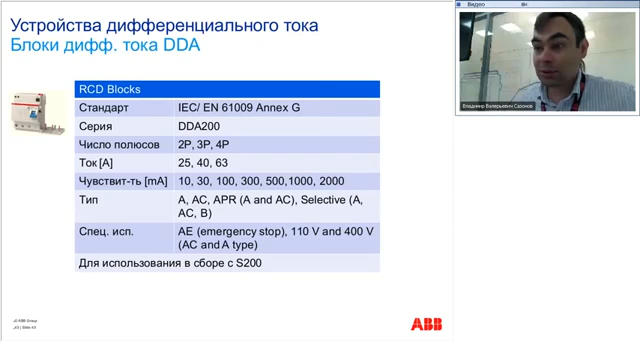 Устройства дифференциального тока
Блоки дифф. тока DDA
RCD Blocks
Стандарт IEC/ EN 61009 Annex G
Серия DDA200
Число полюсов 2P, 3P, 4P
Ток [A] 25, 40, 63
Чувствит-ть [mA] 10, 30, 100, 300, 500,1000, 2000
Тип A, AC, APR (A and AC), Selective (A,
AC, B)
Спец. исп. AE (emergency stop), 110 V and 400 V
(AC and A type)
Для использования в сборе с S200
ABB
Видео
Владимир Валерьевич Сазонов